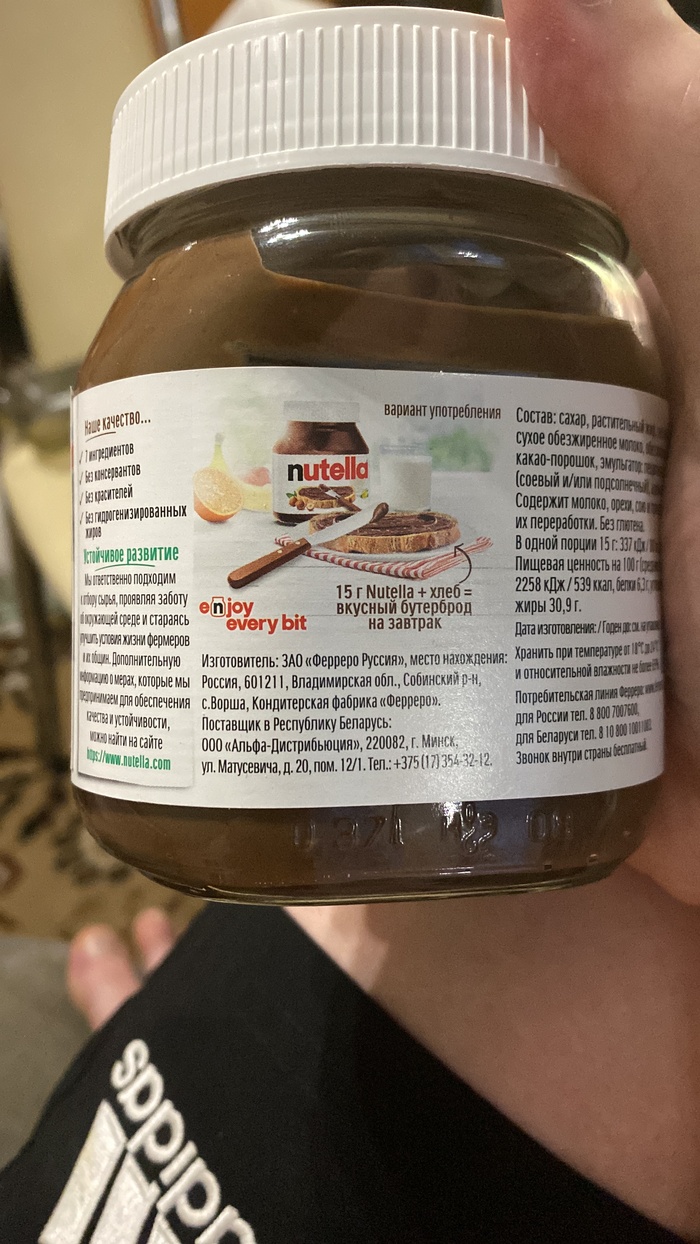 Наше качество...
7 ингредиентов
Без консервантов
Без красителей
Без гидрогенизированных
жиров
Устойчивое развитие
Мы ответственно подходим
отбору сырья, проявляя заботу
об окружающей среде и стараясь
улучшить условия жизни фермеров
и их общин. Дополнительную
информацию о мерах, которые мы
предпринимаем для обеспечения
качества и устойчивости,
можно найти на сайте
https://www.nutella.com
вариант употребления
nutella
15 г Nutella + хлеб =
вкусный бутерброд
на завтрак
enjoy
every bit
Изготовитель: ЗАО «Ферреро Руссия», место нахождения:
Россия, 601211, Владимирская обл., Собинский р-н,
с.Ворша, Кондитерская фабрика «Ферреро».
Поставщик в Республику Беларусь:
ООО «Альфа-Дистрибьюция», 220082, г. Минск,
ул. Матусевича, д. 20, пом. 12/1. Тел.: +375 (17) 354-32-12.
Состав: сахар, растительный
сухое обезжиренное молоко,
какао-порошок, эмульгатор:
(соевый и/или подсолнечный),
Содержит молоко, орехи, сою и
их переработки. Без глютена.
В одной порции 15 г: 337 кДж/
Пищевая ценность на 100 г
2258 кДж / 539 ккал, белки 6,3 г,
жиры 30,9 г.
Дата изготовления: / Годен до: см. на
Хранить при температуре от 18°C до
и относительной влажности не более
Потребительская линия Ферреро:
для России тел. 8 800 7007600,
для Беларуси тел. 8 10 800
Звонок внутри страны бесплатный.
adidas